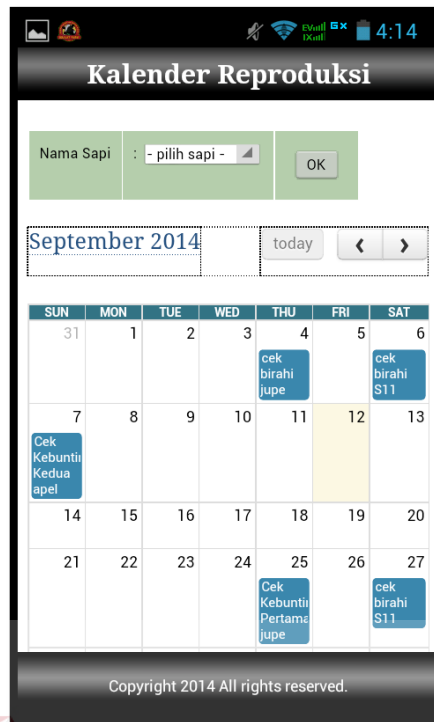 EVull GX 4:14
IXull
Kalender Reproduksi
Nama Sapi : - pilih sapi - OK
September 2014 today
SUN MON TUE WED THU FRI SAT
31 1 2 3 4 5 6
cek birahi jupe
cek birahi S11
7 8 9 10 11 12 13
Cek Kebuntin Kedua apel
14 15 16 17 18 19 20
21 22 23 24 25 26 27
Cek Kebuntin Pertama jupe
cek birahi S11
Copyright 2014 All rights reserved.